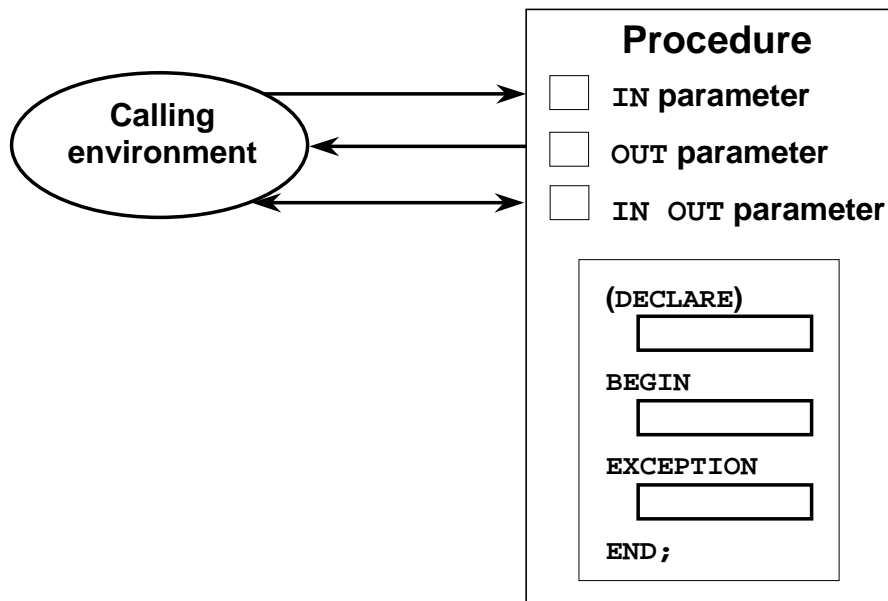 Procedure
Calling
environment
IN parameter
OUT parameter
IN OUT parameter
(DECLARE)
BEGIN
EXCEPTION
END;